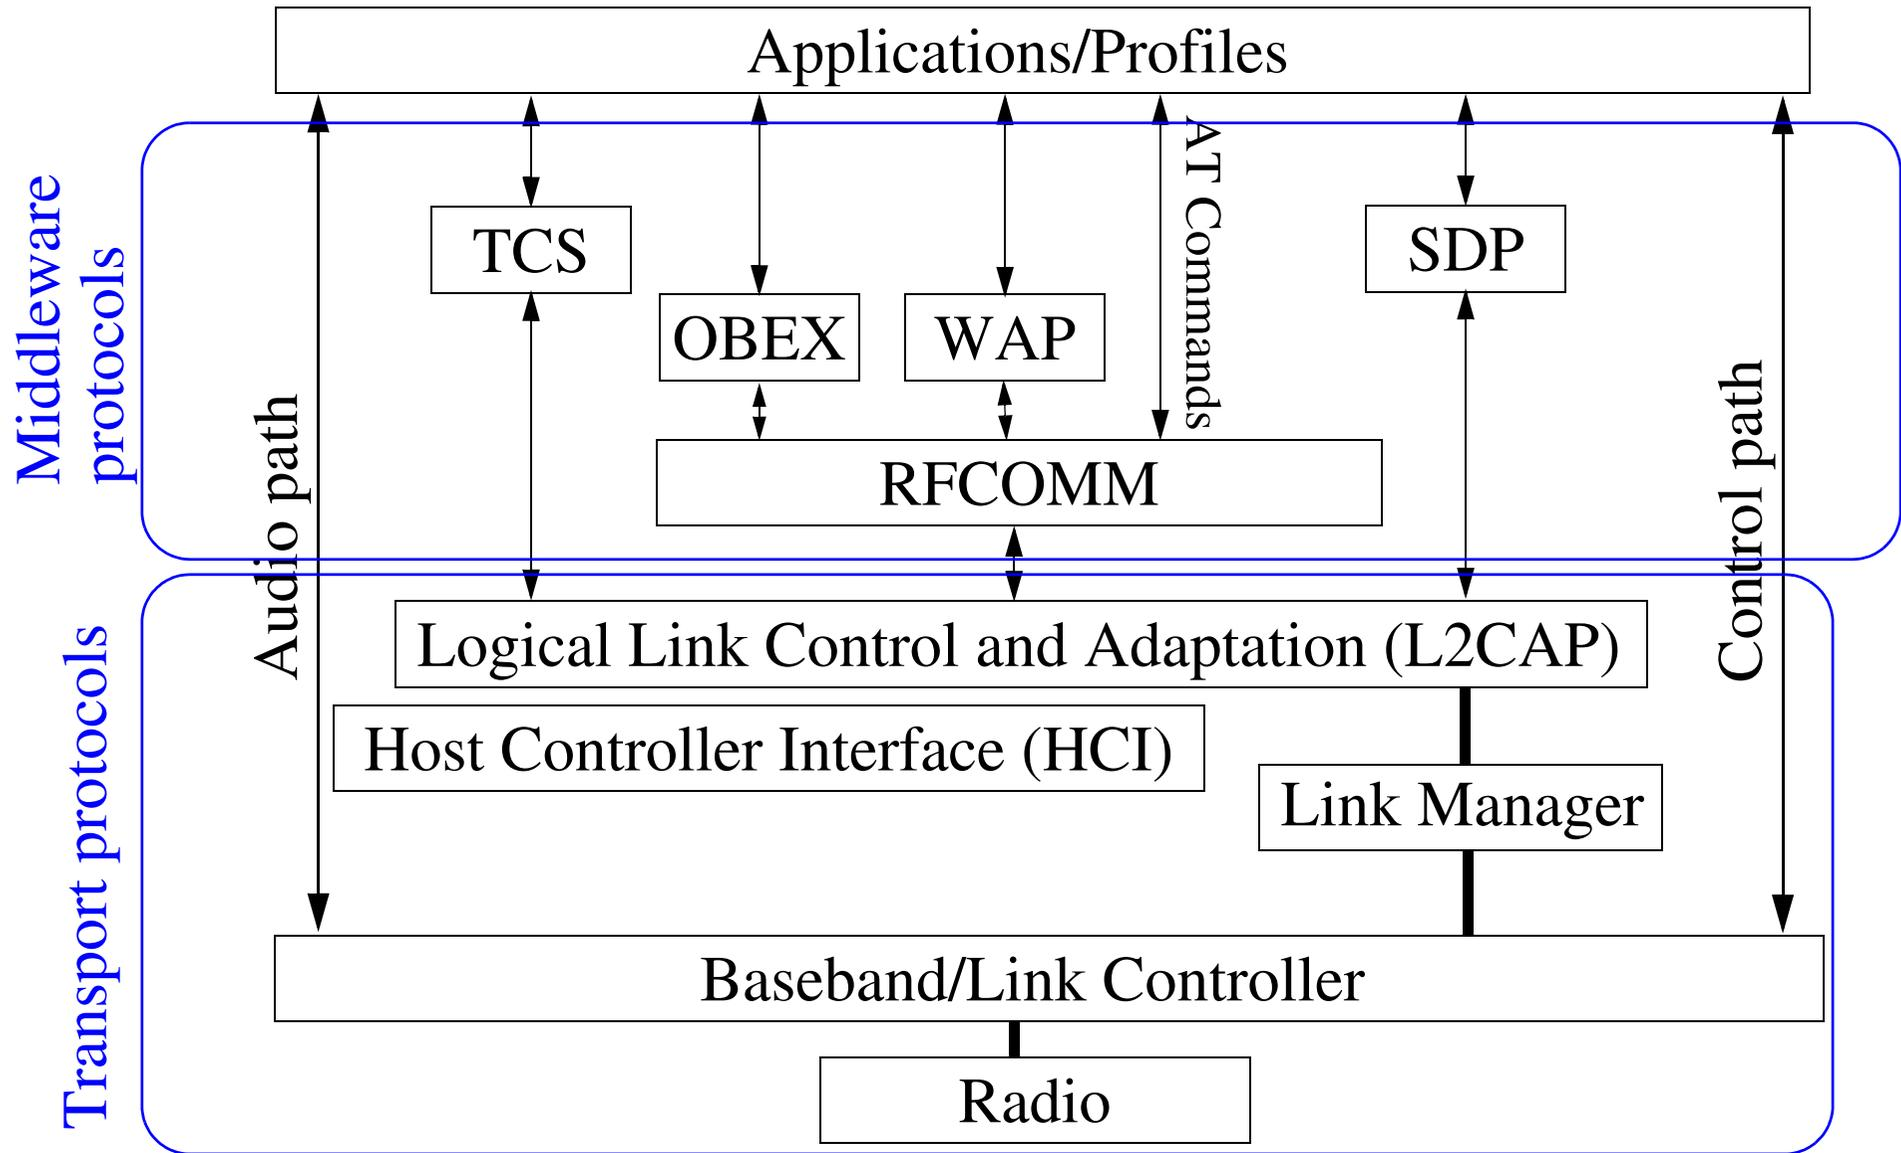 Applications/Profiles
AT Commands
Middleware
protocols
TCS
SDP
OBEX
WAP
RFCOMM
Audio path
Control path
Transport protocols
Logical Link Control and Adaptation (L2CAP)
Host Controller Interface (HCI)
Link Manager
Baseband/Link Controller
Radio